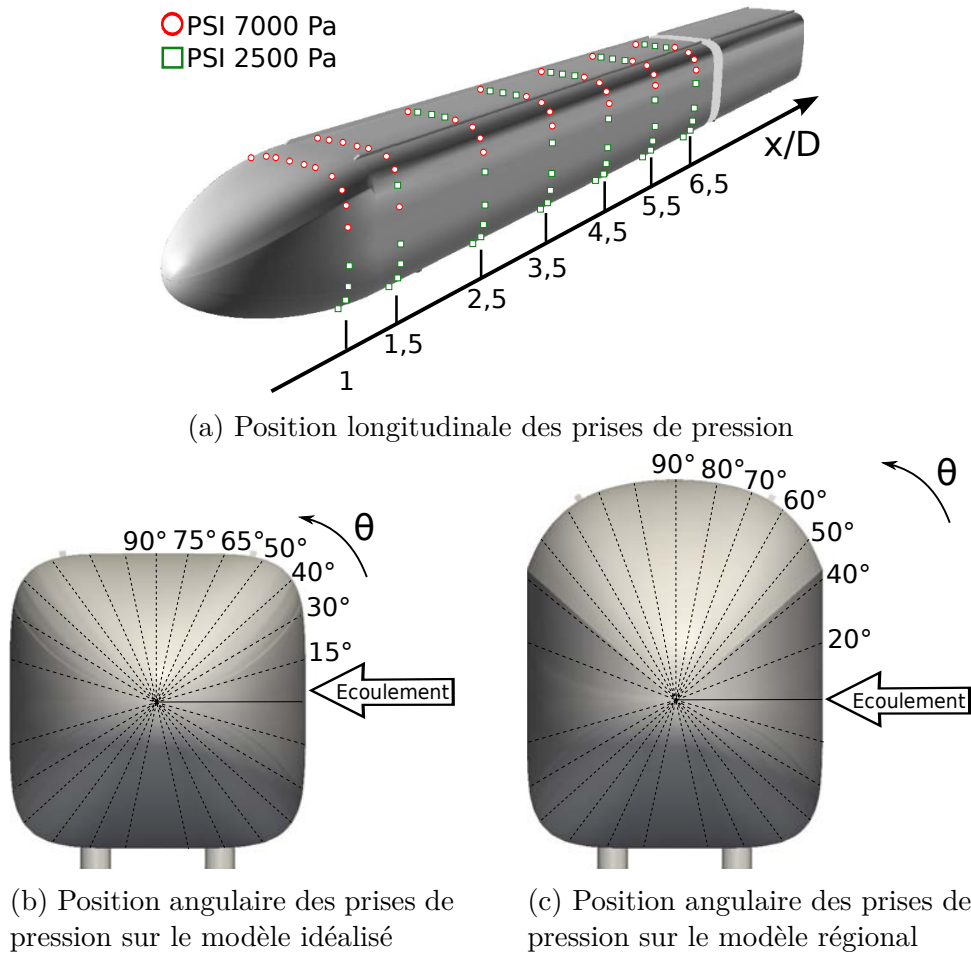 PSI 7000 Pa
PSI 2500 Pa
x/D
6,5
5,5
4,5
3,5
2,5
1,5
1
(a) Position longitudinale des prises de pression
90° 75° 65° 50°
40°
30°
15°
θ
Ecoulement
90° 80° 70°
60°
50°
40°
20°
θ
Ecoulement
(b) Position angulaire des prises de
pression sur le modèle idéalisé
(c) Position angulaire des prises de
pression sur le modèle régional